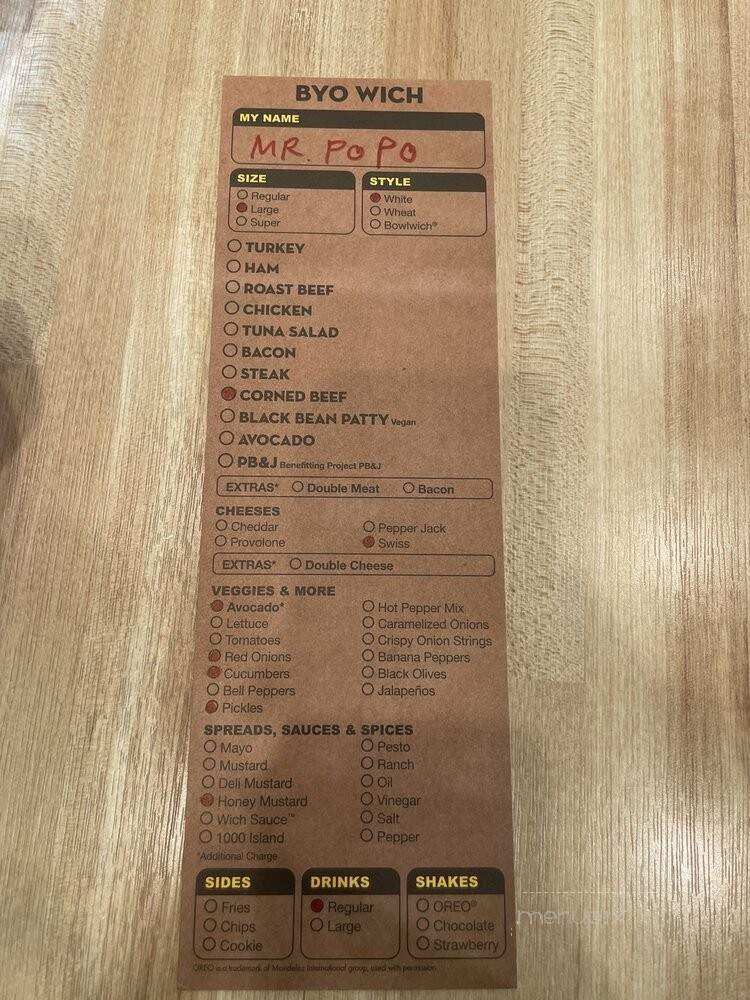 BYO WICH
MY NAME
MR. POPO
SIZE
Regular
Large
Super
STYLE
White
Wheat
Bowlwich®
TURKEY
HAM
ROAST BEEF
CHICKEN
TUNA SALAD
BACON
STEAK
CORNED BEEF
BLACK BEAN PATTY Vegan
AVOCADO
PB&J Benefitting Project PB&J
EXTRAS* Double Meat Bacon
CHEESES
Cheddar
Provolone
Pepper Jack
Swiss
EXTRAS* Double Cheese
VEGGIES & MORE
Avocado*
Lettuce
Tomatoes
Red Onions
Cucumbers
Bell Peppers
Pickles
Hot Pepper Mix
Caramelized Onions
Crispy Onion Strings
Banana Peppers
Black Olives
Jalapeños
SPREADS, SAUCES & SPICES
Mayo
Mustard
Deli Mustard
Honey Mustard
Wich Sauce™
1000 Island
Pesto
Ranch
Oil
Vinegar
Salt
Pepper
*Additional Charge
SIDES
Fries
Chips
Cookie
DRINKS
Regular
Large
SHAKES
OREO®
Chocolate
Strawberry
OREO is a trademark of Mondelez International group, used with permission